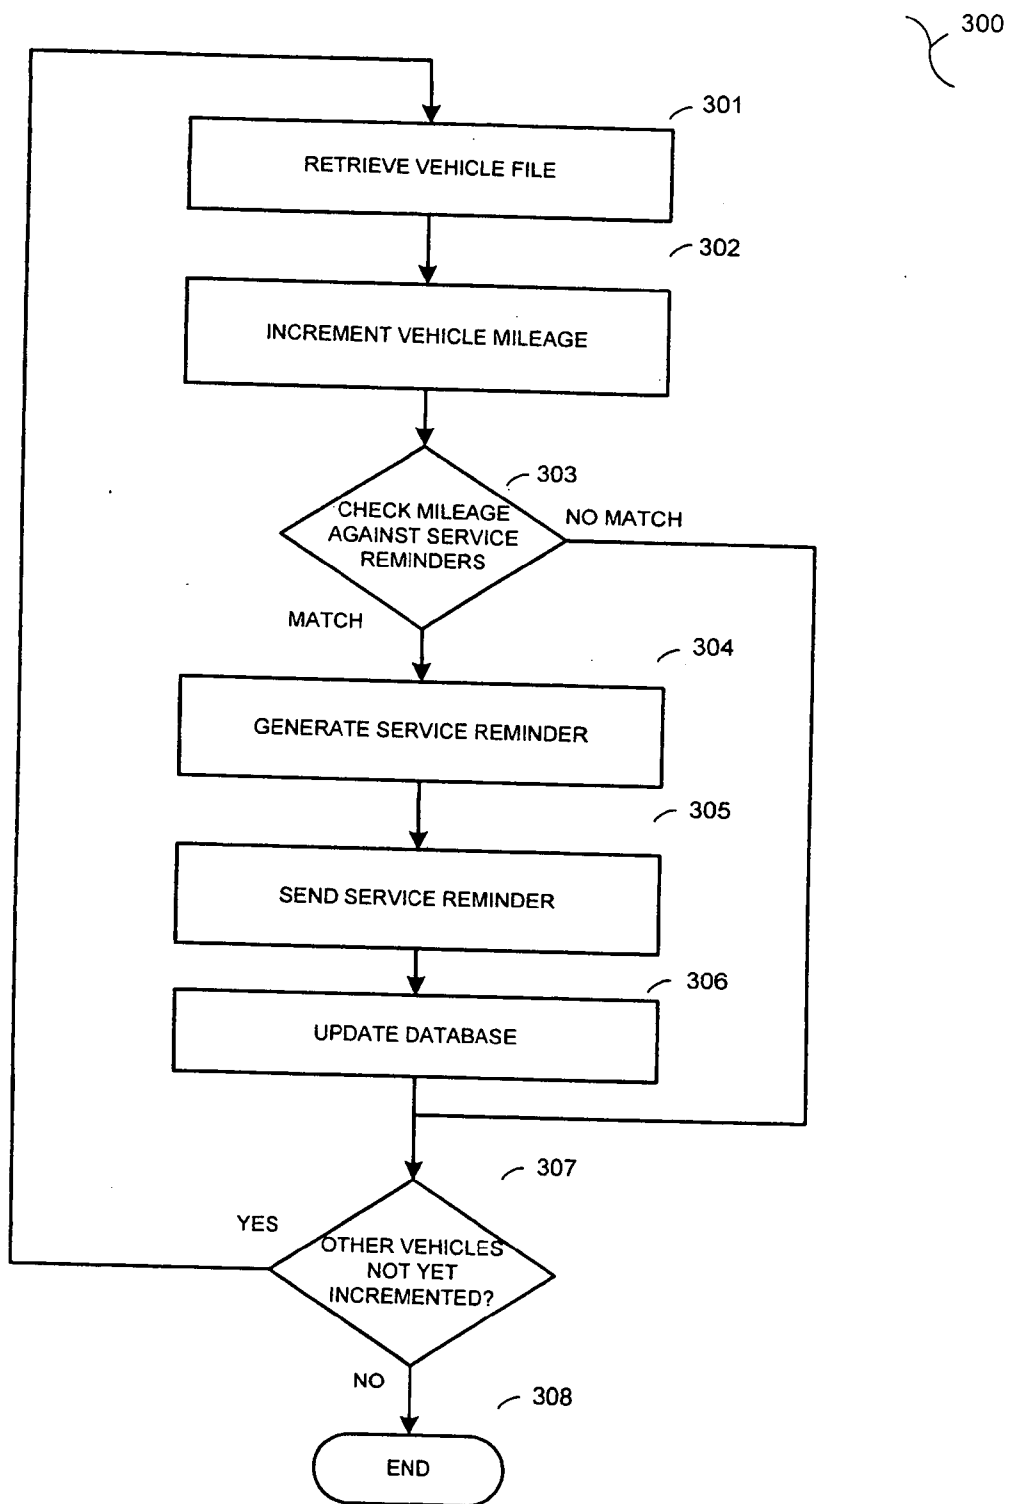 300
301
RETRIEVE VEHICLE FILE
302
INCREMENT VEHICLE MILEAGE
303
CHECK MILEAGE
AGAINST SERVICE
REMINDERS
NO MATCH
MATCH
304
GENERATE SERVICE REMINDER
305
SEND SERVICE REMINDER
306
UPDATE DATABASE
307
YES
OTHER VEHICLES
NOT YET
INCREMENTED?
NO
308
END